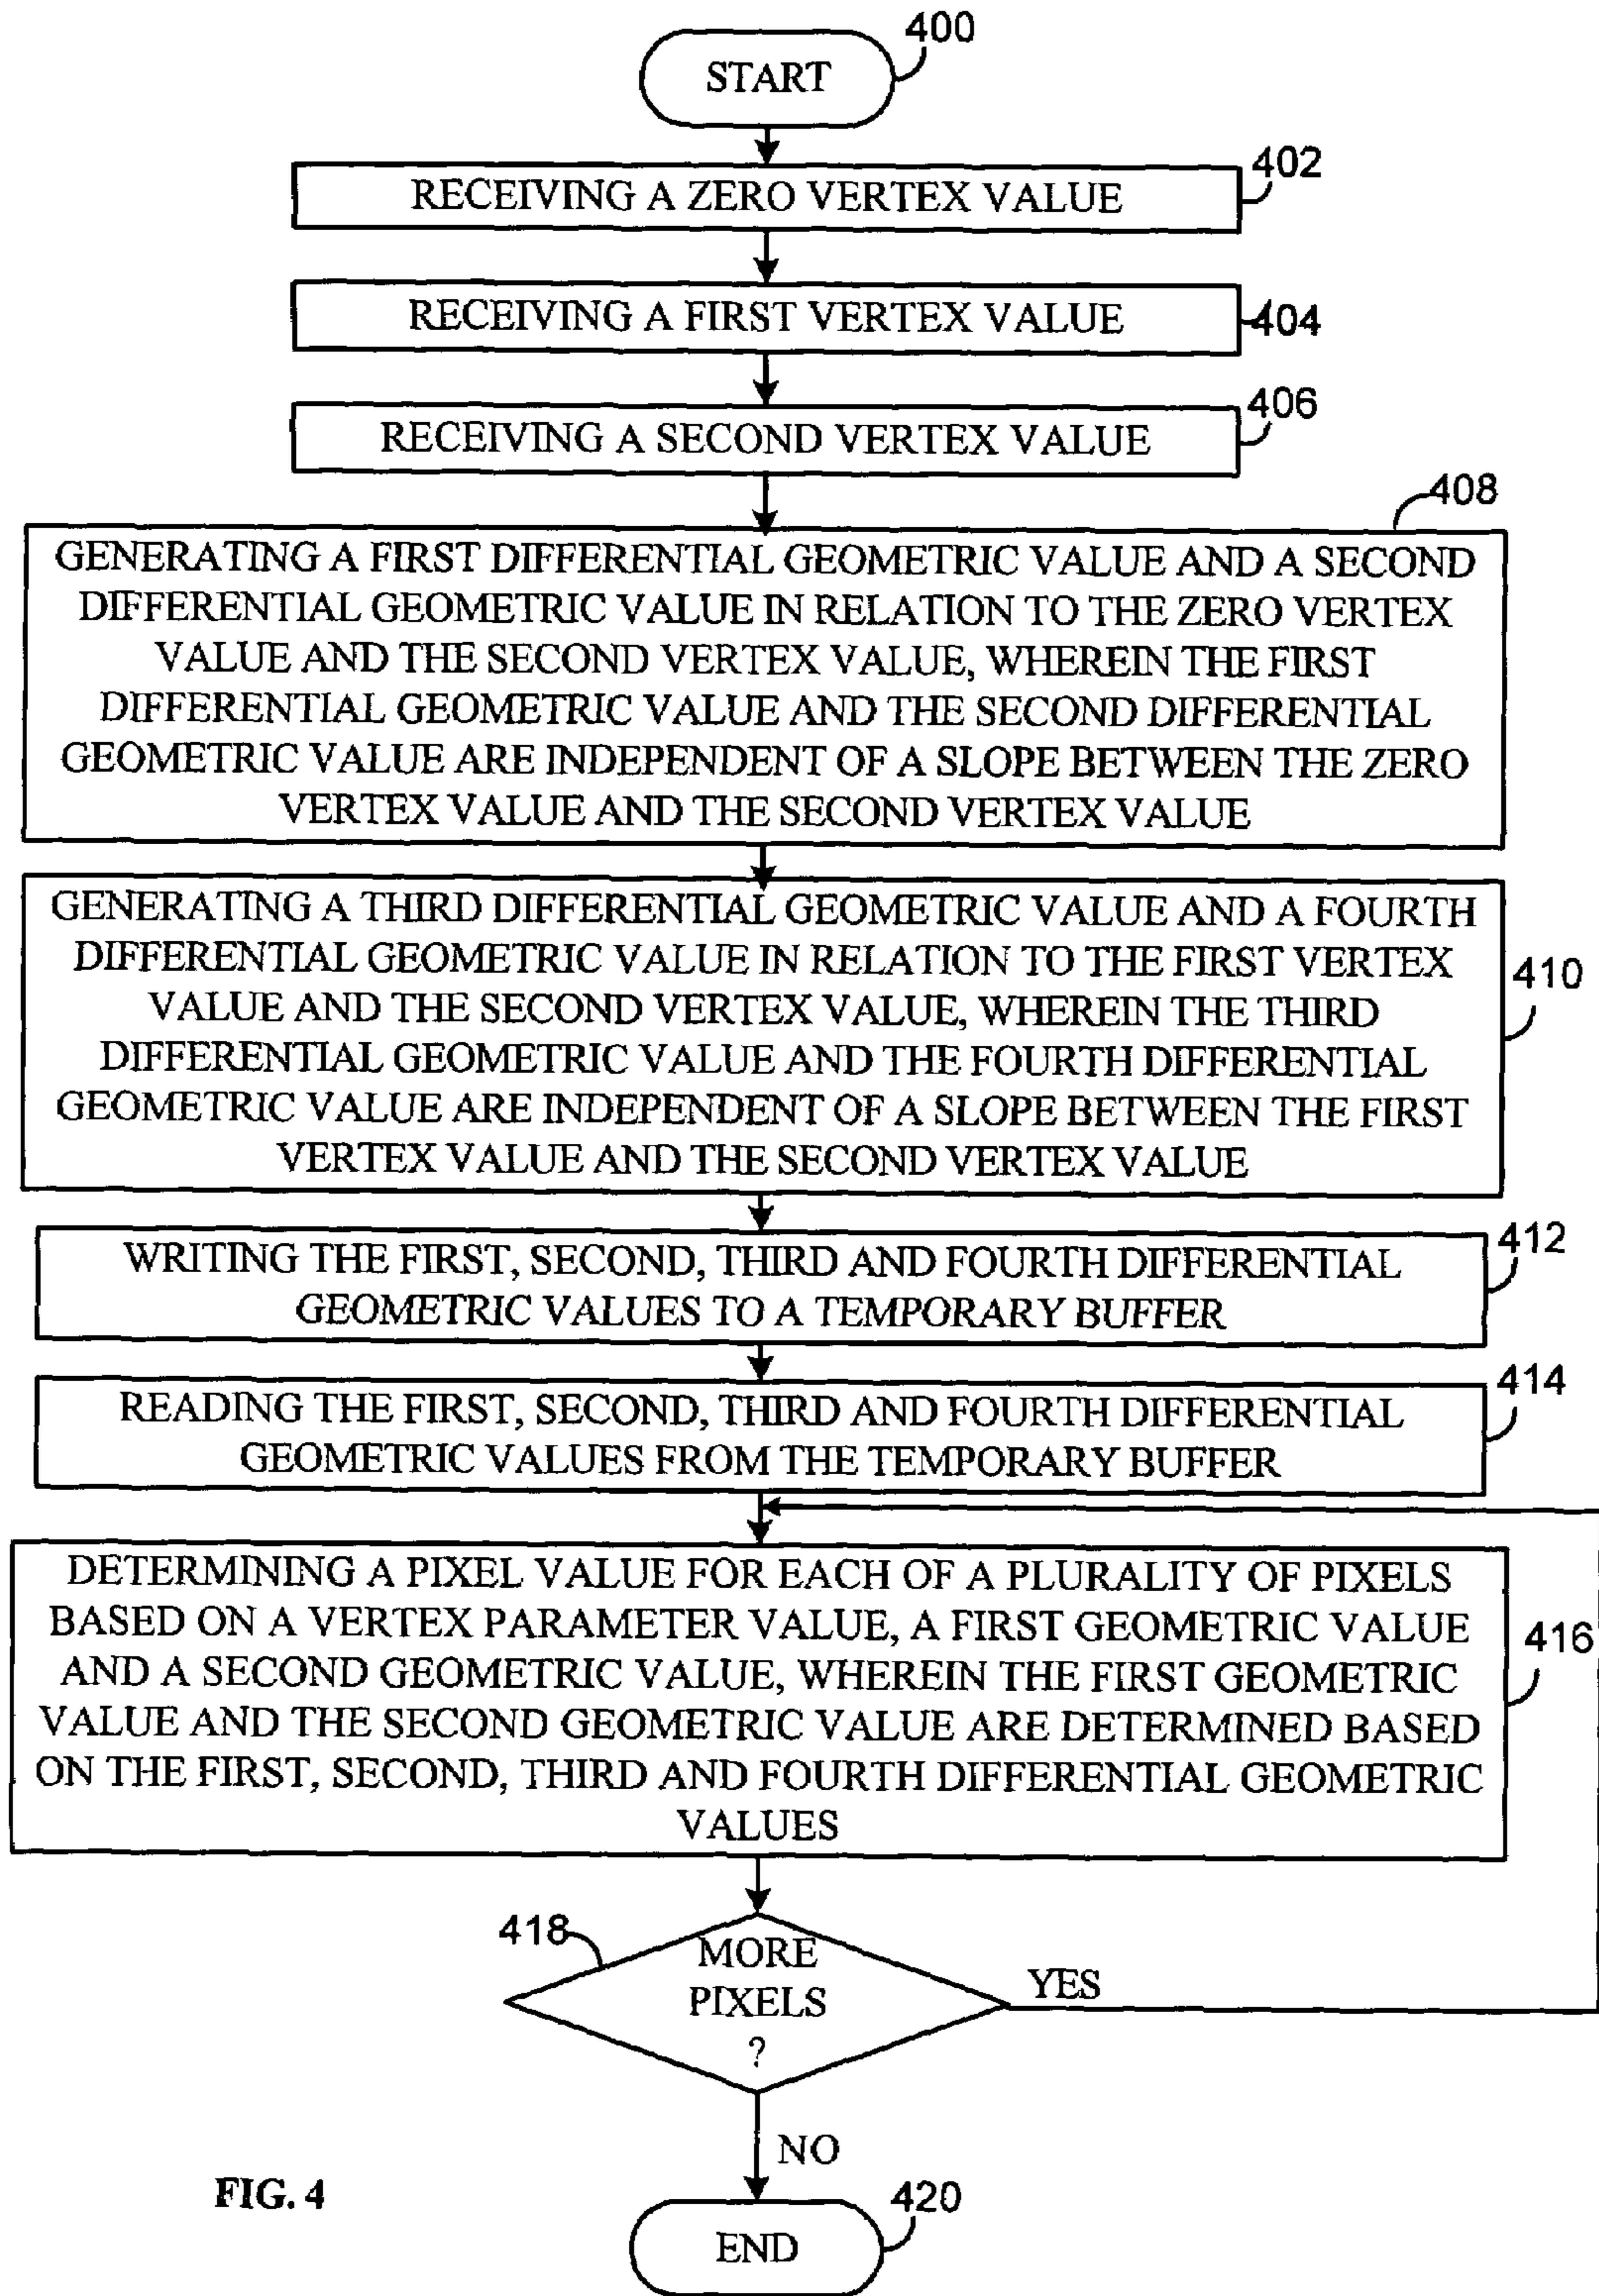 400
START
402
RECEIVING A ZERO VERTEX VALUE
RECEIVING A FIRST VERTEX VALUE
404
406
RECEIVING A SECOND VERTEX VALUE
408
GENERATING A FIRST DIFFERENTIAL GEOMETRIC VALUE AND A SECOND
DIFFERENTIAL GEOMETRIC VALUE IN RELATION TO THE ZERO VERTEX
VALUE AND THE SECOND VERTEX VALUE, WHEREIN THE FIRST
DIFFERENTIAL GEOMETRIC VALUE AND THE SECOND DIFFERENTIAL
GEOMETRIC VALUE ARE INDEPENDENT OF A SLOPE BETWEEN THE ZERO
VERTEX VALUE AND THE SECOND VERTEX VALUE
GENERATING A THIRD DIFFERENTIAL GEOMETRIC VALUE AND A FOURTH
DIFFERENTIAL GEOMETRIC VALUE IN RELATION TO THE FIRST VERTEX
VALUE AND THE SECOND VERTEX VALUE, WHEREIN THE THIRD
DIFFERENTIAL GEOMETRIC VALUE AND THE FOURTH DIFFERENTIAL
GEOMETRIC VALUE ARE INDEPENDENT OF A SLOPE BETWEEN THE FIRST
VERTEX VALUE AND THE SECOND VERTEX VALUE
410
412
WRITING THE FIRST, SECOND, THIRD AND FOURTH DIFFERENTIAL
GEOMETRIC VALUES TO A TEMPORARY BUFFER
414
READING THE FIRST, SECOND, THIRD AND FOURTH DIFFERENTIAL
GEOMETRIC VALUES FROM THE TEMPORARY BUFFER
DETERMINING A PIXEL VALUE FOR EACH OF A PLURALITY OF PIXELS
BASED ON A VERTEX PARAMETER VALUE, A FIRST GEOMETRIC VALUE
AND A SECOND GEOMETRIC VALUE, WHEREIN THE FIRST GEOMETRIC
VALUE AND THE SECOND GEOMETRIC VALUE ARE DETERMINED BASED
ON THE FIRST, SECOND, THIRD AND FOURTH DIFFERENTIAL GEOMETRIC
VALUES
416
418
MORE
PIXELS
?
YES
NO
FIG. 4
420
END